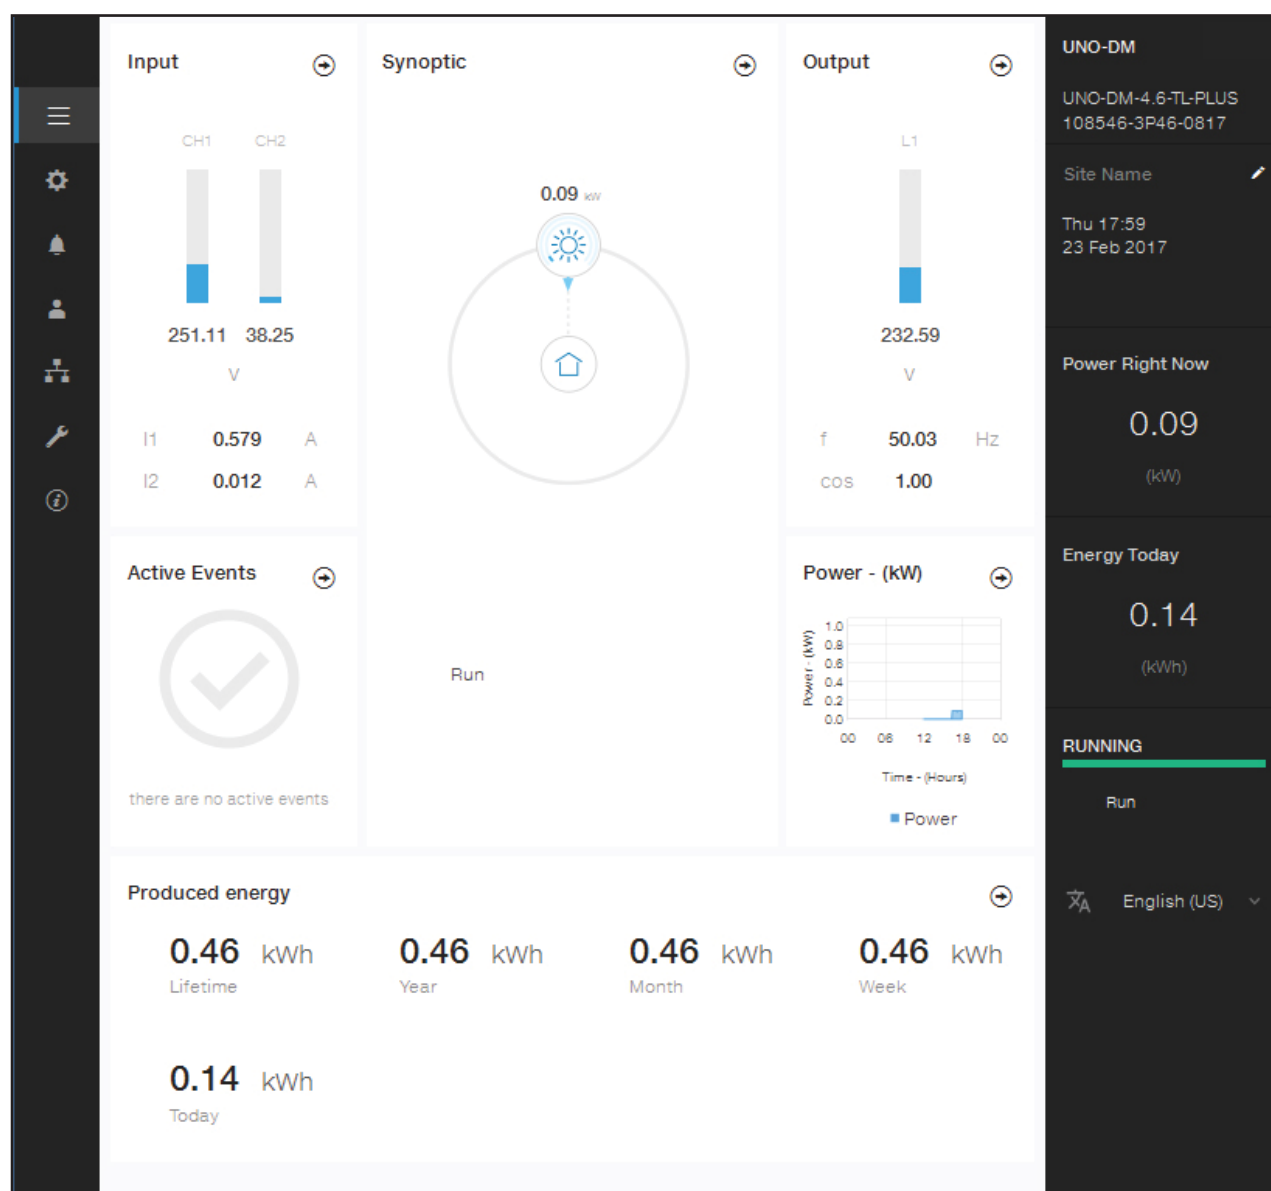 Input
CH1 CH2
251.11 38.25
V
I1 0.579 A
I2 0.012 A
Synoptic
0.09 kW
Run
Output
L1
232.59
V
f 50.03 Hz
cos 1.00
Active Events
there are no active events
Power - (kW)
Power - (kW)
1.0
0.8
0.6
0.4
0.2
0.0
00 06 12 18 00
Time - (Hours)
Power
Produced energy
0.46 kWh 0.46 kWh 0.46 kWh 0.46 kWh
Lifetime Year Month Week
0.14 kWh
Today
UNO-DM
UNO-DM-4.6-TL-PLUS
108546-3P46-0817
Site Name
Thu 17:59
23 Feb 2017
Power Right Now
0.09
(kW)
Energy Today
0.14
(kWh)
RUNNING
Run
English (US)